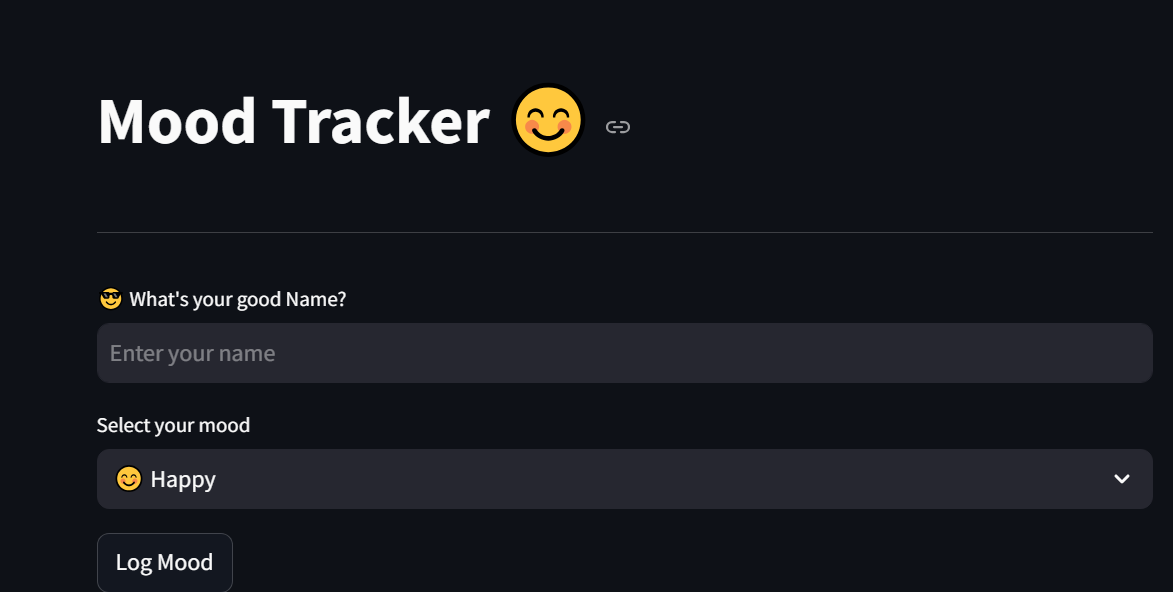 Mood Tracker 😊
😎 What's your good Name?
Enter your name
Select your mood
😊 Happy
Log Mood